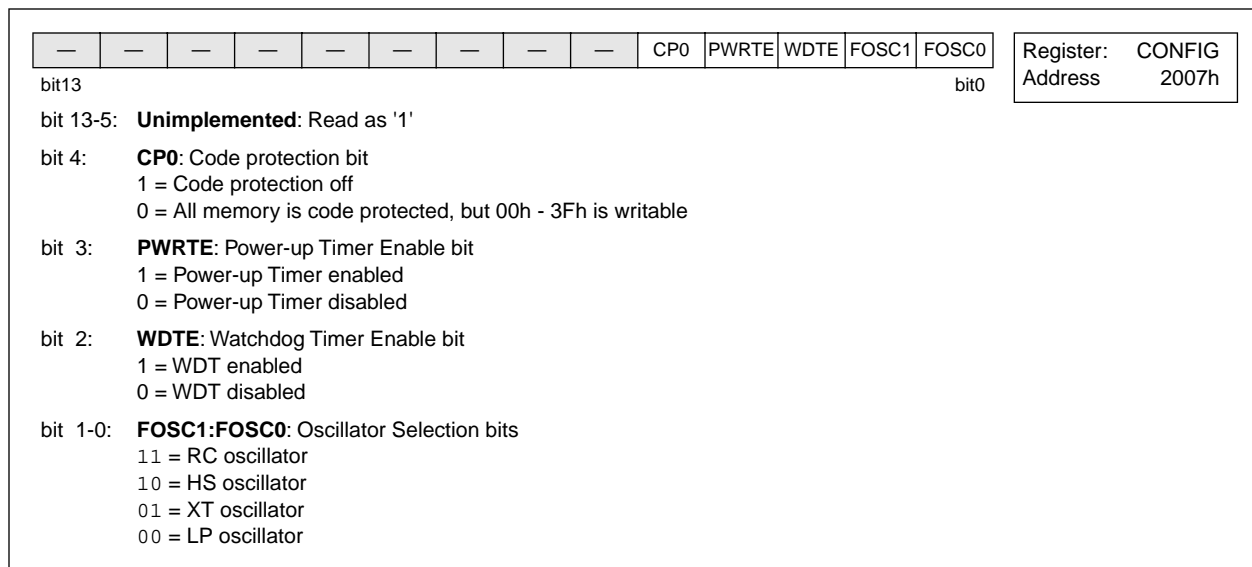 — — — — — — — — — CP0 PWRTE WDTE FOSC1 FOSC0
bit13 bit0
Register: CONFIG
Address 2007h
bit 13-5: Unimplemented: Read as '1'
bit 4: CP0: Code protection bit
1 = Code protection off
0 = All memory is code protected, but 00h - 3Fh is writable
bit 3: PWRTE: Power-up Timer Enable bit
1 = Power-up Timer enabled
0 = Power-up Timer disabled
bit 2: WDTE: Watchdog Timer Enable bit
1 = WDT enabled
0 = WDT disabled
bit 1-0: FOSC1:FOSC0: Oscillator Selection bits
11 = RC oscillator
10 = HS oscillator
01 = XT oscillator
00 = LP oscillator